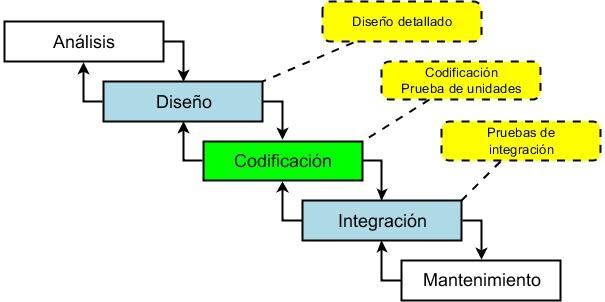 Diseño detallado
Análisis
Codificación
Prueba de unidades
Diseño
Pruebas de
integración
Codificación
Integración
Mantenimiento